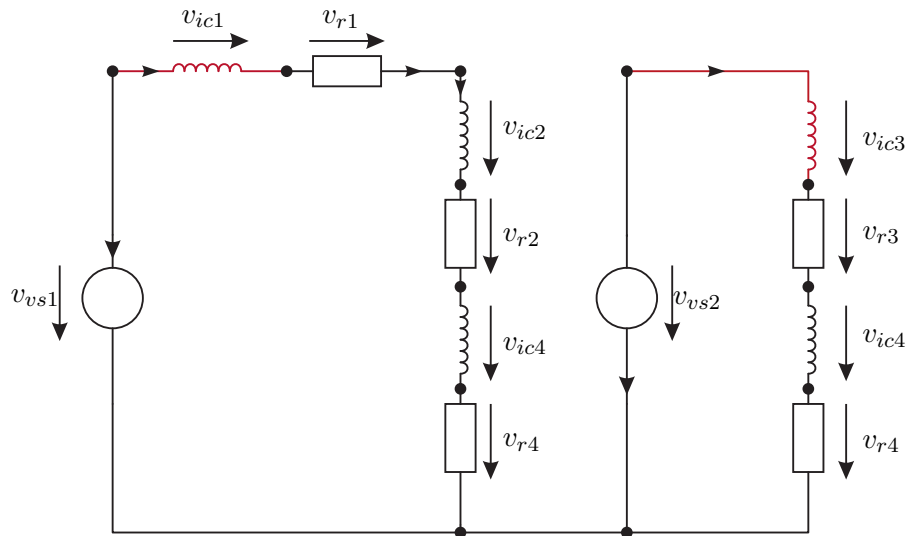 v_{ic1}
v_{r1}
v_{ic2}
v_{r2}
v_{vs1}
v_{ic4}
v_{r4}
v_{ic3}
v_{r3}
v_{vs2}
v_{ic4}
v_{r4}